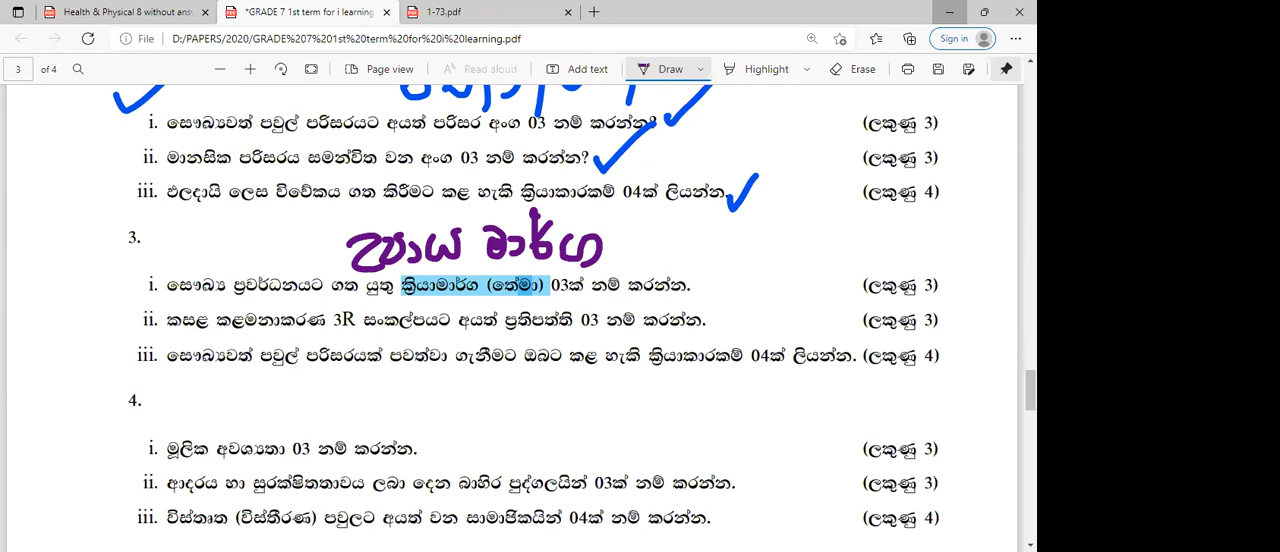 Health & Physical 8 without ans
*GRADE 7 1st term for i learning
1-73.pdf
File D:/PAPERS/2020/GRADE%207%201st%20term%20for%20i%20learning.pdf
Sign in
3 of 4
Page view
Read aloud
Add text
Draw
Highlight
Erase
i. සෞඛ්‍යවත් පවුල් පරිසරයට අයත් පරිසර අංග 03 නම් කරන්න? (ලකුණු 3)
ii. මානසික පරිසරය සමන්විත වන අංග 03 නම් කරන්න? (ලකුණු 3)
iii. ඵලදායි ලෙස විවේකය ගත කිරීමට කළ හැකි ක්‍රියාකාරකම් 04ක් ලියන්න. (ලකුණු 4)
3.
උපාය මාර්ග
i. සෞඛ්‍ය ප්‍රවර්ධනයට ගත යුතු ක්‍රියාමාර්ග (තේමා) 03ක් නම් කරන්න. (ලකුණු 3)
ii. කසළ කළමනාකරණ 3R සංකල්පයට අයත් ප්‍රතිපත්ති 03 නම් කරන්න. (ලකුණු 3)
iii. සෞඛ්‍යවත් පවුල් පරිසරයක් පවත්වා ගැනීමට ඔබට කළ හැකි ක්‍රියාකාරකම් 04ක් ලියන්න. (ලකුණු 4)
4.
i. මූලික අවශ්‍යතා 03 නම් කරන්න. (ලකුණු 3)
ii. ආදරය හා සුරක්ෂිතතාවය ලබා දෙන බාහිර පුද්ගලයින් 03ක් නම් කරන්න. (ලකුණු 3)
iii. විස්තෘත (විස්තීරණ) පවුලට අයත් වන සාමාජිකයින් 04ක් නම් කරන්න. (ලකුණු 4)